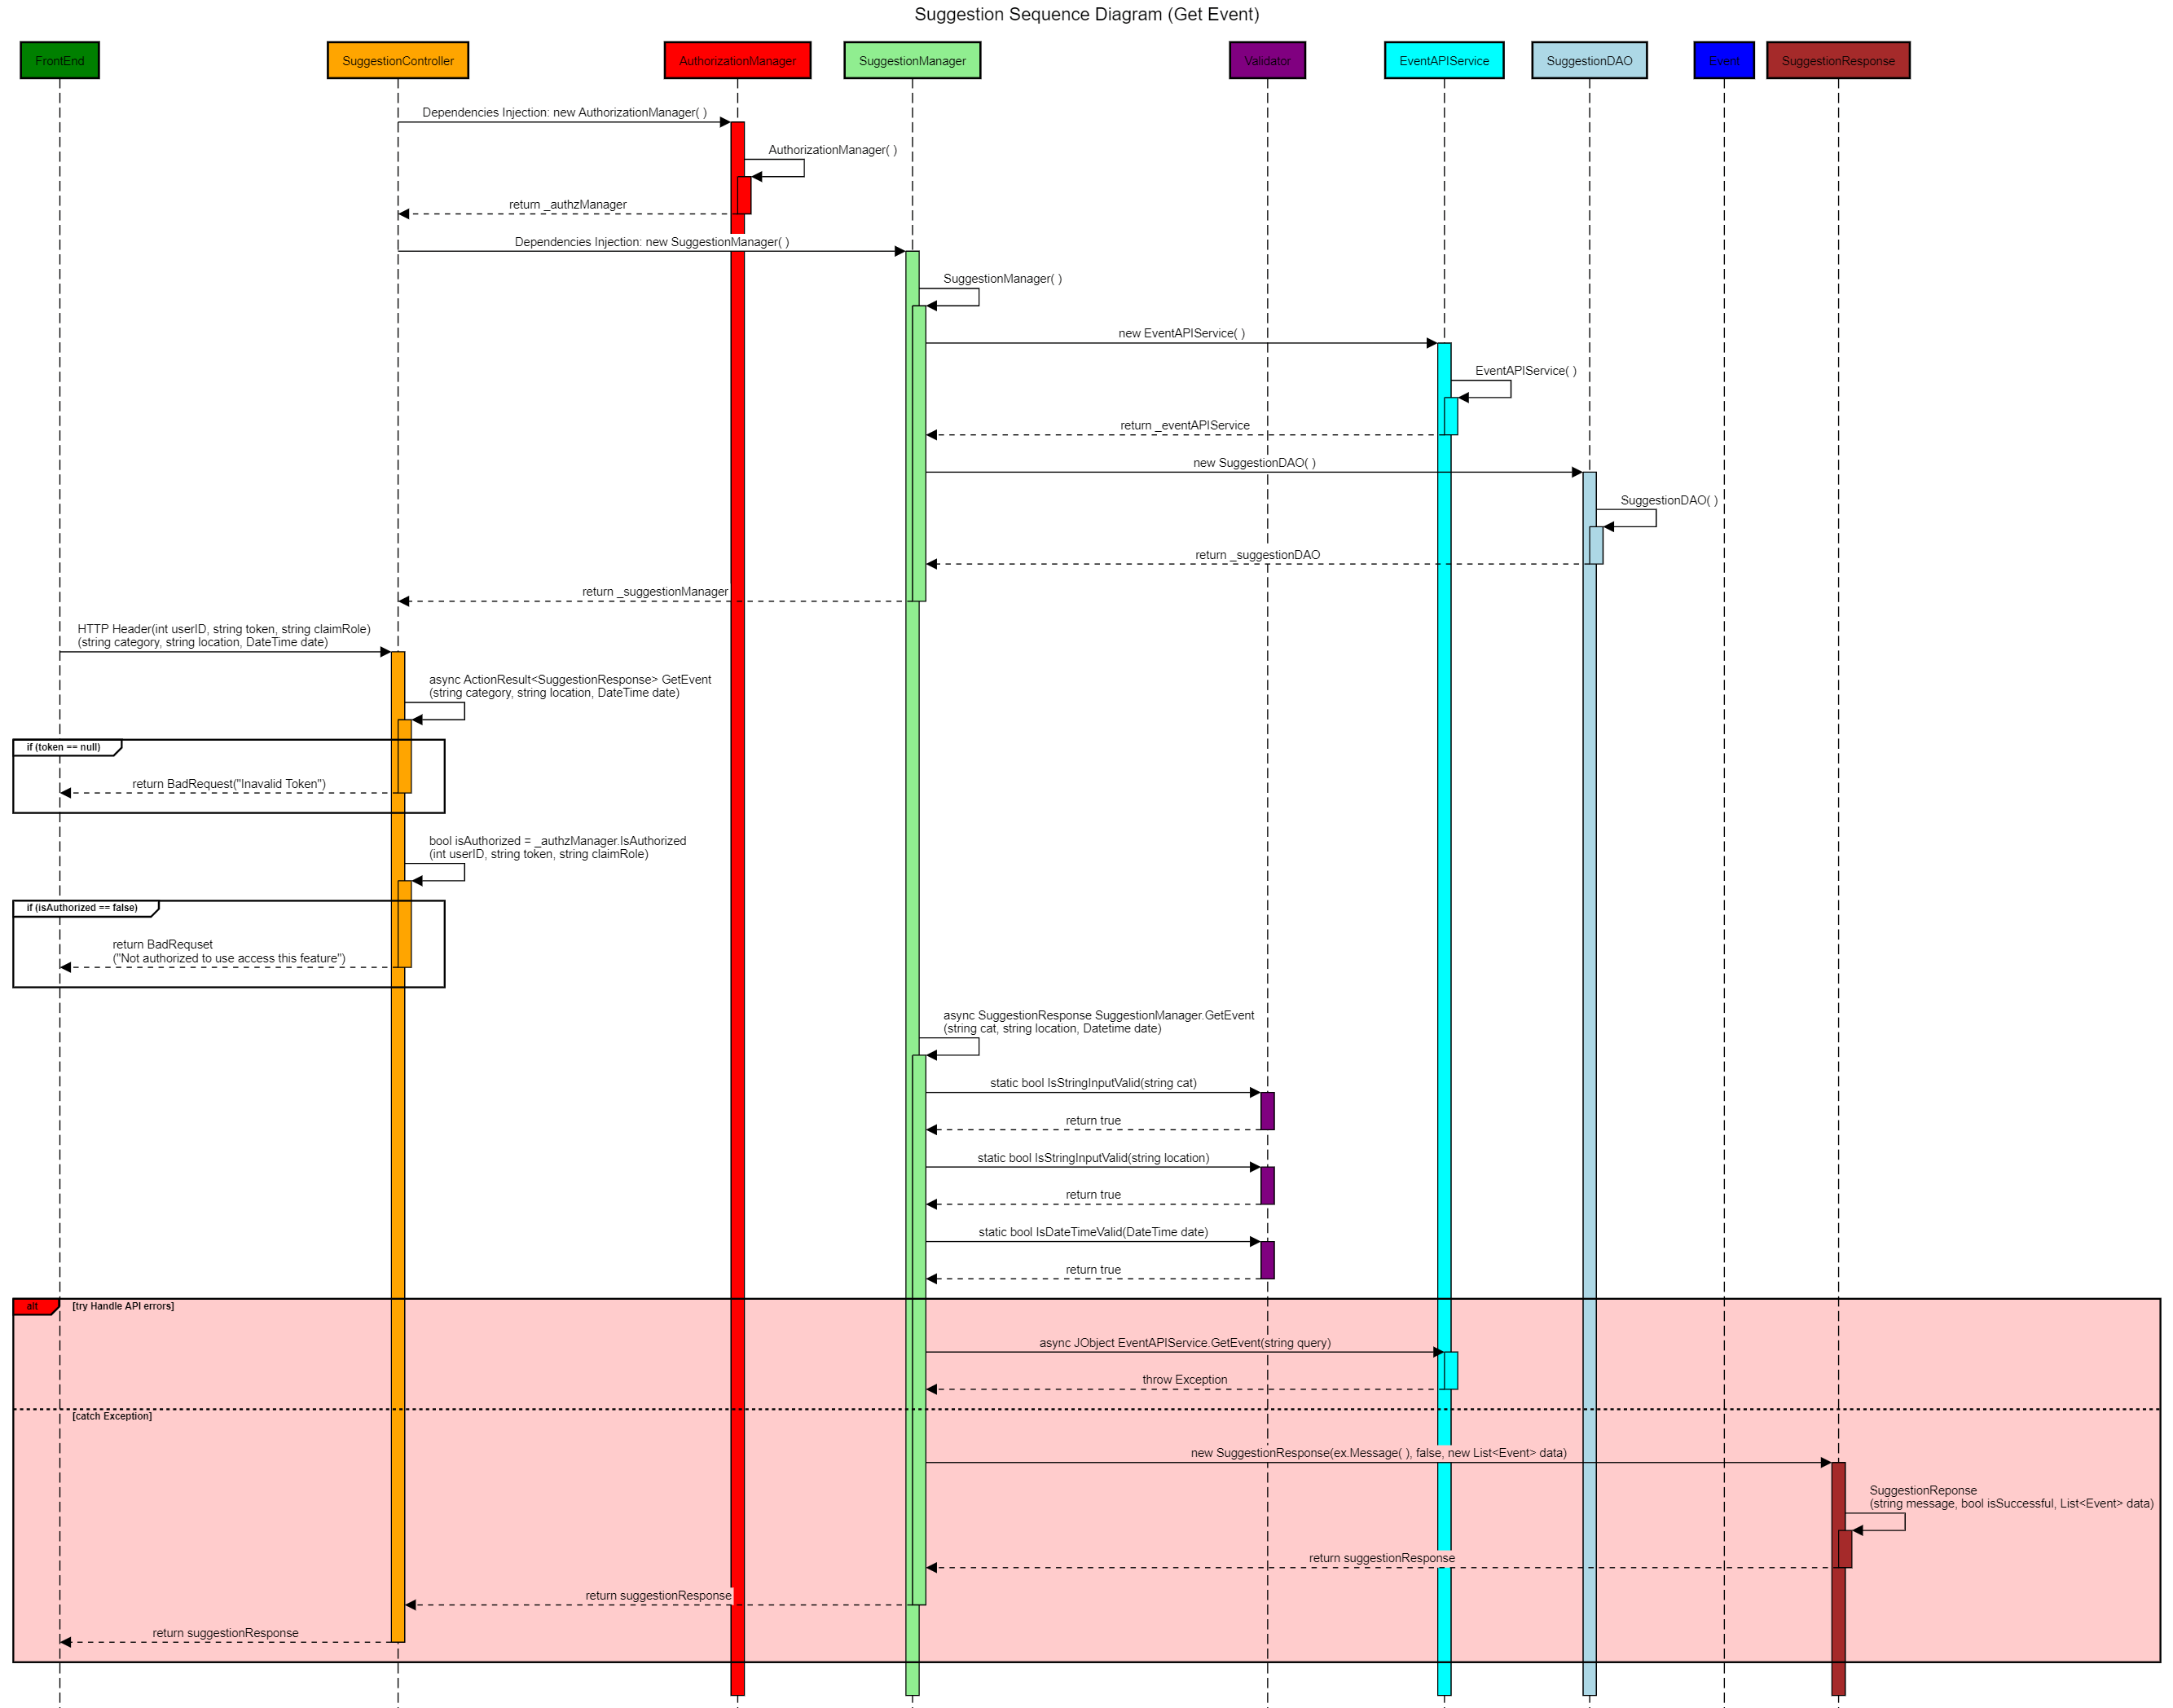 Suggestion Sequence Diagram (Get Event)
FrontEnd
SuggestionController
AuthorizationManager
SuggestionManager
Validator
EventAPIService
SuggestionDAO
Event
SuggestionResponse
Dependencies Injection: new AuthorizationManager( )
AuthorizationManager( )
return _authzManager
Dependencies Injection: new SuggestionManager( )
SuggestionManager( )
new EventAPIService( )
EventAPIService( )
return _eventAPIService
new SuggestionDAO( )
SuggestionDAO( )
return _suggestionDAO
return _suggestionManager
HTTP Header(int userID, string token, string claimRole)
(string category, string location, DateTime date)
async ActionResult<SuggestionResponse> GetEvent
(string category, string location, DateTime date)
if (token == null)
return BadRequest("Inavalid Token")
bool isAuthorized = _authzManager.IsAuthorized
(int userID, string token, string claimRole)
if (isAuthorized == false)
return BadRequset
("Not authorized to use access this feature")
async SuggestionResponse SuggestionManager.GetEvent
(string cat, string location, Datetime date)
static bool IsStringInputValid(string cat)
return true
static bool IsStringInputValid(string location)
return true
static bool IsDateTimeValid(DateTime date)
return true
alt [try Handle API errors]
async JObject EventAPIService.GetEvent(string query)
throw Exception
[catch Exception]
new SuggestionResponse(ex.Message( ), false, new List<Event> data)
SuggestionReponse
(string message, bool isSuccessful, List<Event> data)
return suggestionResponse
return suggestionResponse
return suggestionResponse